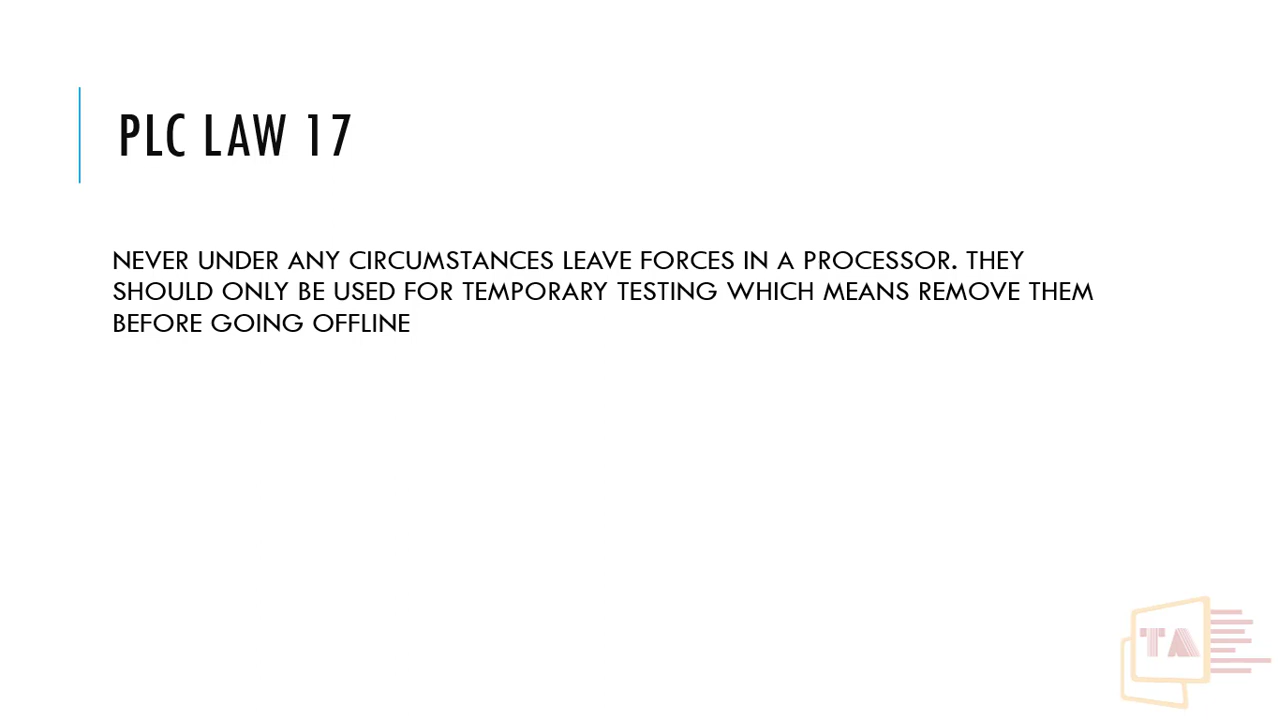 PLC LAW 17
NEVER UNDER ANY CIRCUMSTANCES LEAVE FORCES IN A PROCESSOR. THEY
SHOULD ONLY BE USED FOR TEMPORARY TESTING WHICH MEANS REMOVE THEM
BEFORE GOING OFFLINE
TA